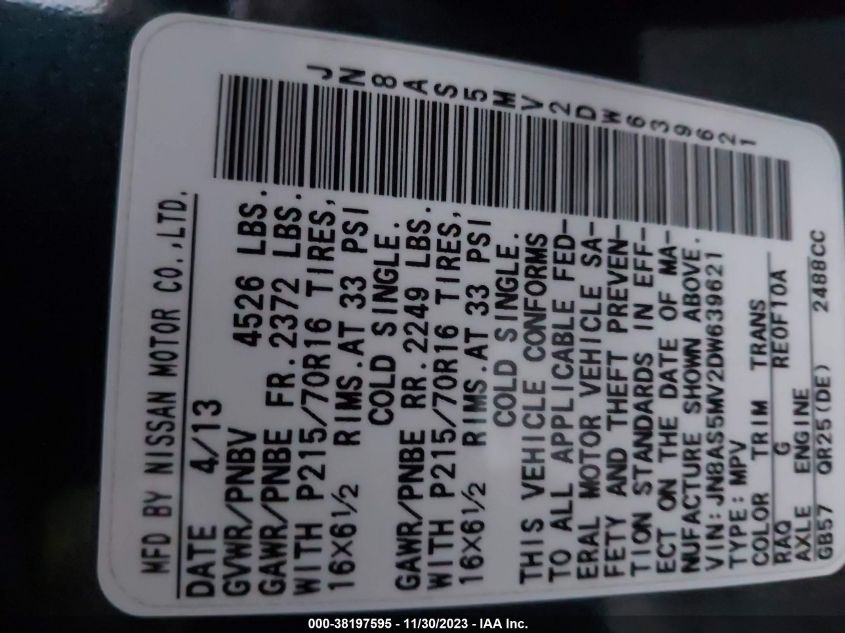 JN8AS5MV2DW639621
MFD BY NISSAN MOTOR CO.,LTD.
DATE 4/13
GVWR/PNBV 4526 LBS.
GAWR/PNBE FR.2372 LBS.
WITH P215/70R16 TIRES,
16X6½ RIMS.AT 33 PSI
COLD SINGLE.
GAWR/PNBE RR.2249 LBS.
WITH P215/70R16 TIRES,
16X6½ RIMS.AT 33 PSI
COLD SINGLE.
THIS VEHICLE CONFORMS
TO ALL APPLICABLE FED-
ERAL MOTOR VEHICLE SA-
FETY AND THEFT PREVEN-
TION STANDARDS IN EFF-
ECT ON THE DATE OF MA-
NUFACTURE SHOWN ABOVE.
VIN:JN8AS5MV2DW639621
TYPE:MPV
COLOR TRIM TRANS
RAQ G RE0F10A
AXLE ENGINE
GB57 QR25(DE) 2488CC
000-38197595 - 11/30/2023 - IAA Inc.